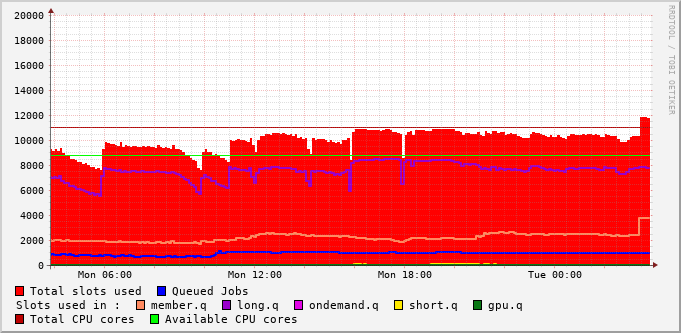 RRDTOOL / TOBI OETIKER
20000
18000
16000
14000
12000
10000
8000
6000
4000
2000
0
Mon 06:00 Mon 12:00 Mon 18:00 Tue 00:00
Total slots used Queued Jobs
Slots used in : member.q long.q ondemand.q short.q gpu.q
Total CPU cores Available CPU cores